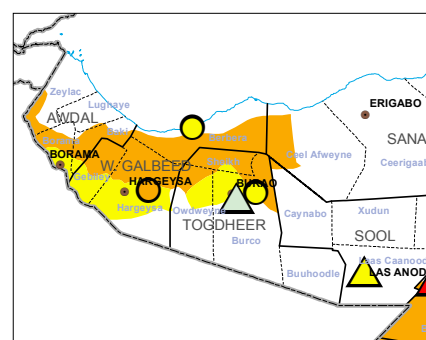 Zeylac
Lughaye
AWDAL
ERIGABO
Baki
Berbera
SANA
BORAMA
Sheikh
Ceel Afweyne
W. GALBEED
Ceerigaab
Gebiley
HARGEYSA
BURAO
Hargeysa
Owdweyne
Caynabo
Xudun
TOGDHEER
SOOL
Burco
Laas Caanood
Buuhoodle
LAS ANOD